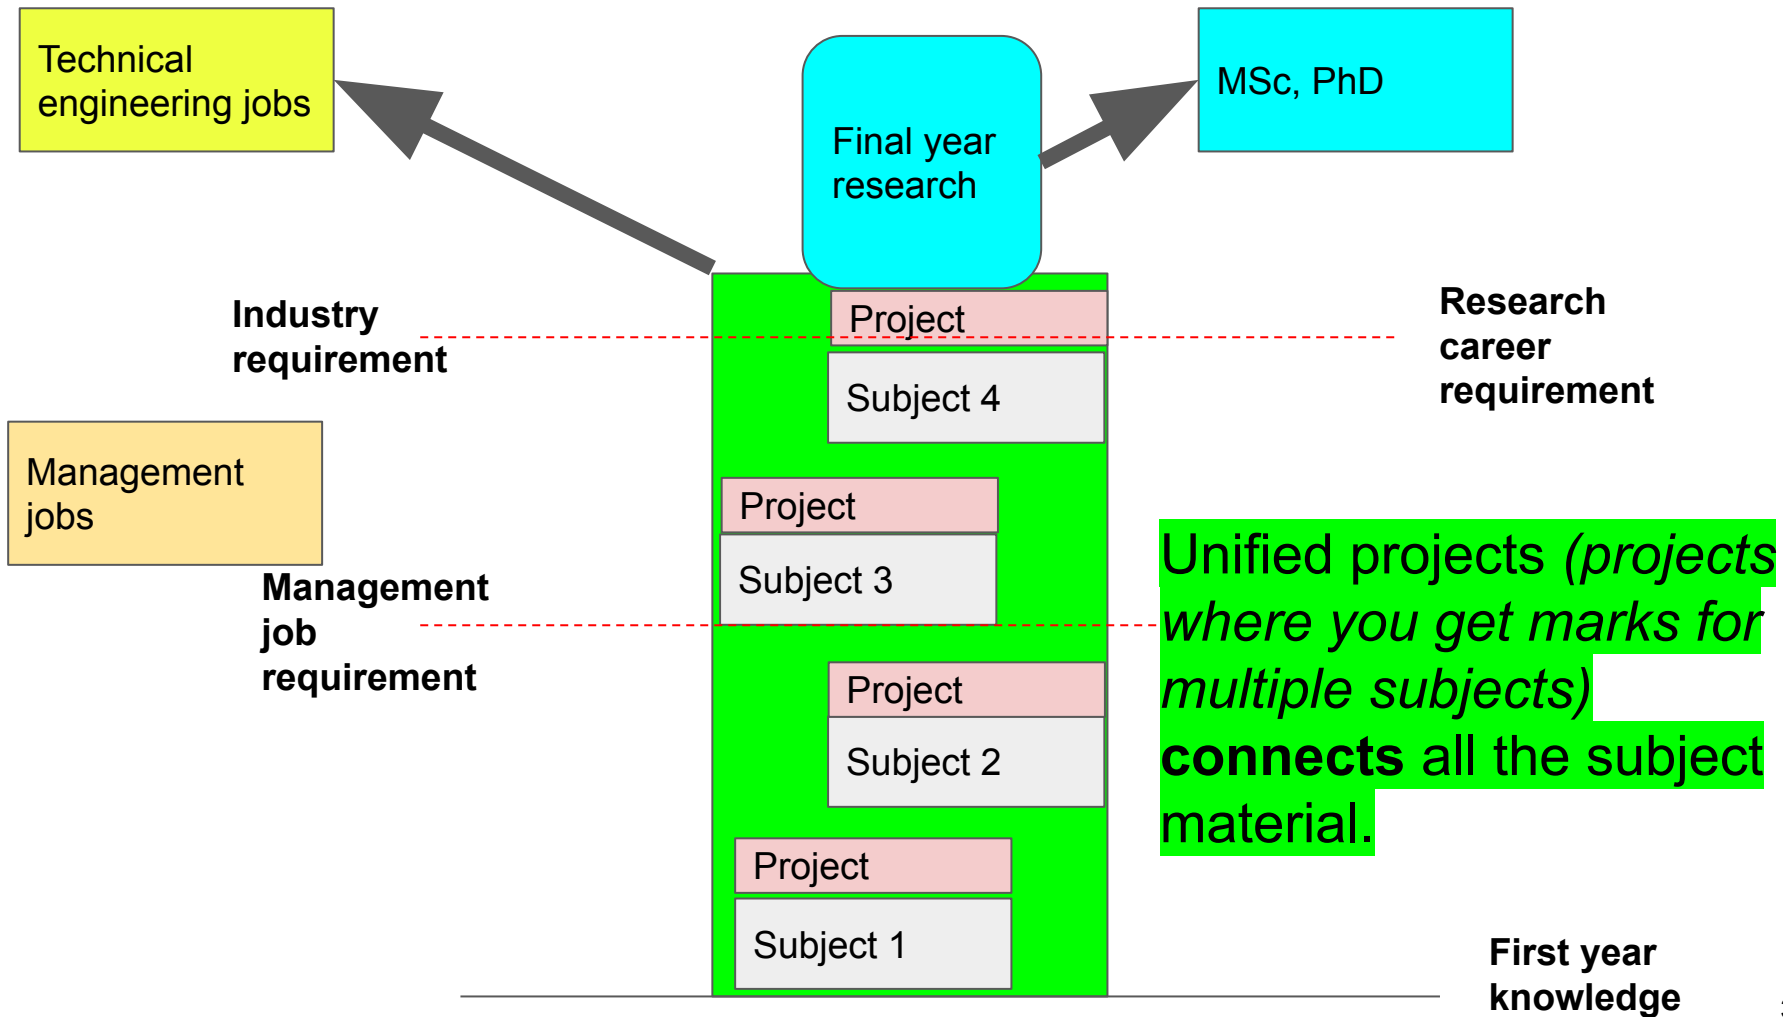 Technical
engineering jobs
Final year
research
MSc, PhD
Industry
requirement
Project
Research
career
requirement
Subject 4
Management
jobs
Project
Subject 3
Management
job
requirement
Unified projects (projects
where you get marks for
multiple subjects)
connects all the subject
material.
Project
Subject 2
Project
Subject 1
First year
knowledge